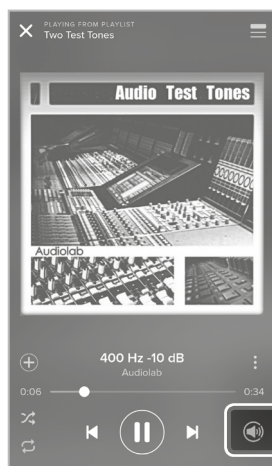 PLAYING FROM PLAYLIST
Two Test Tones
Audio Test Tones
Audiolab
400 Hz -10 dB
Audiolab
0:06
0:34